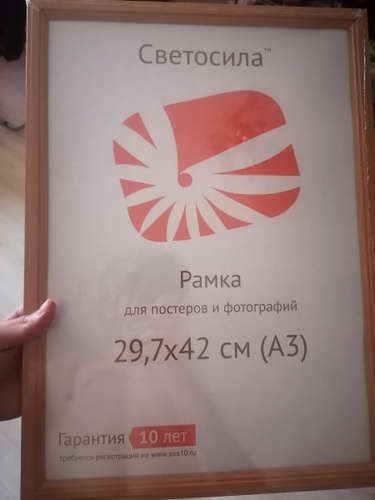 Светосила™
Рамка
для постеров и фотографий
29,7х42 см (А3)
Гарантия 10 лет
требуется регистрация на www.svs10.ru